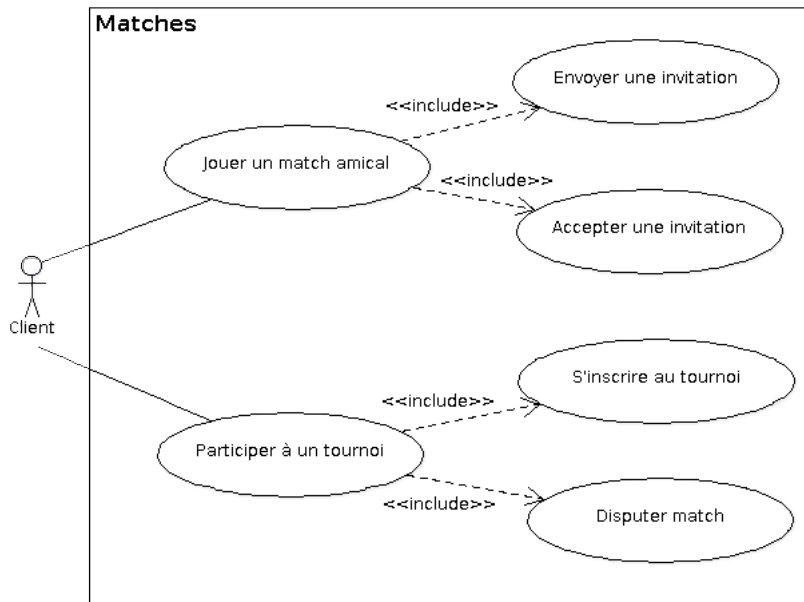 Matches
Envoyer une invitation
<<include>>
Jouer un match amical
<<include>>
Accepter une invitation
Client
S'inscrire au tournoi
<<include>>
Participer à un tournoi
<<include>>
Disputer match